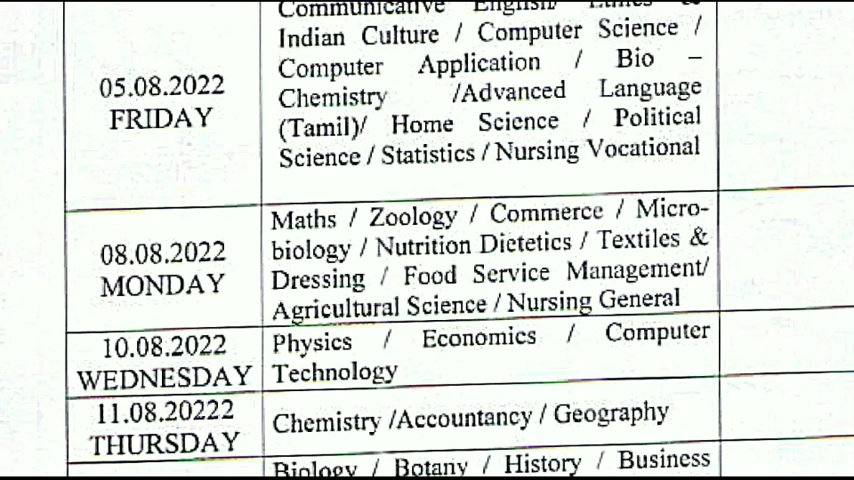 Communicative English/ Ethics &
Indian Culture / Computer Science /
Computer Application / Bio –
Chemistry /Advanced Language
(Tamil)/ Home Science / Political
Science / Statistics / Nursing Vocational
05.08.2022
FRIDAY
Maths / Zoology / Commerce / Micro-
biology / Nutrition Dietetics / Textiles &
Dressing / Food Service Management/
Agricultural Science / Nursing General
08.08.2022
MONDAY
Physics / Economics / Computer
Technology
10.08.2022
WEDNESDAY
Chemistry /Accountancy / Geography
11.08.20222
THURSDAY
Biology / Botany / History / Business